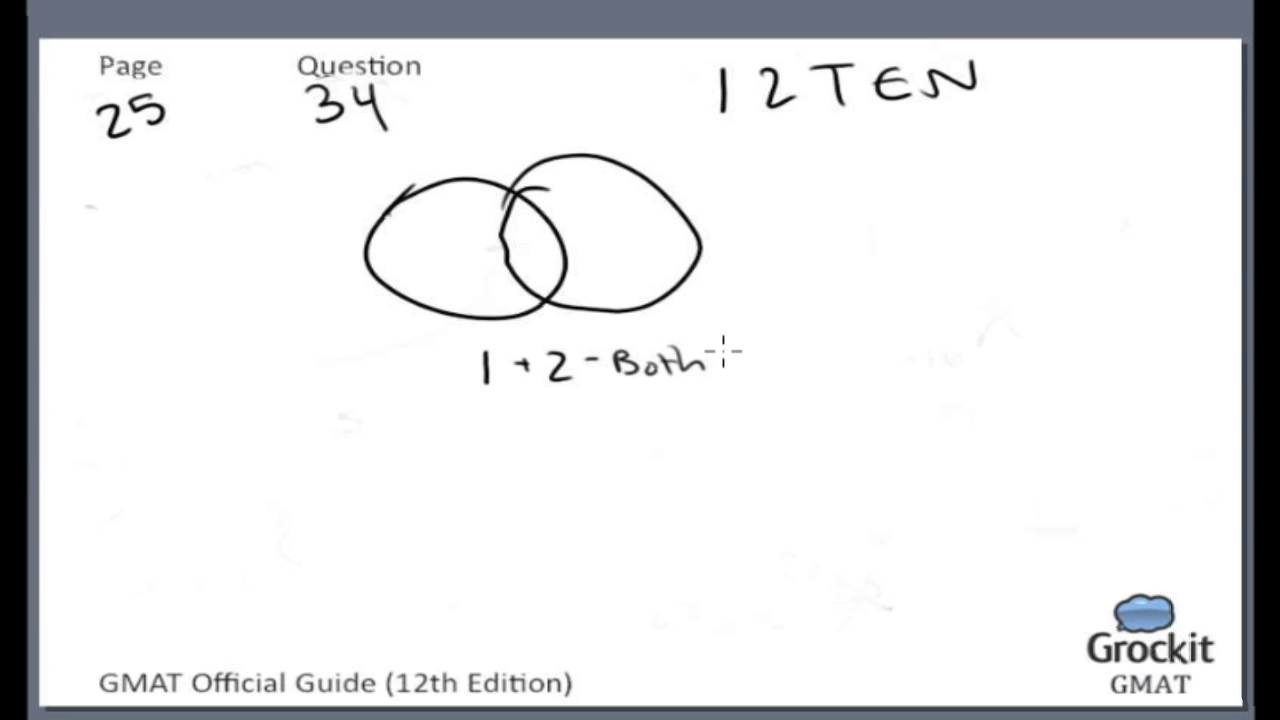 Page Question 12TEN
25 34
1 + 2 - Both
Grockit
GMAT
GMAT Official Guide (12th Edition)